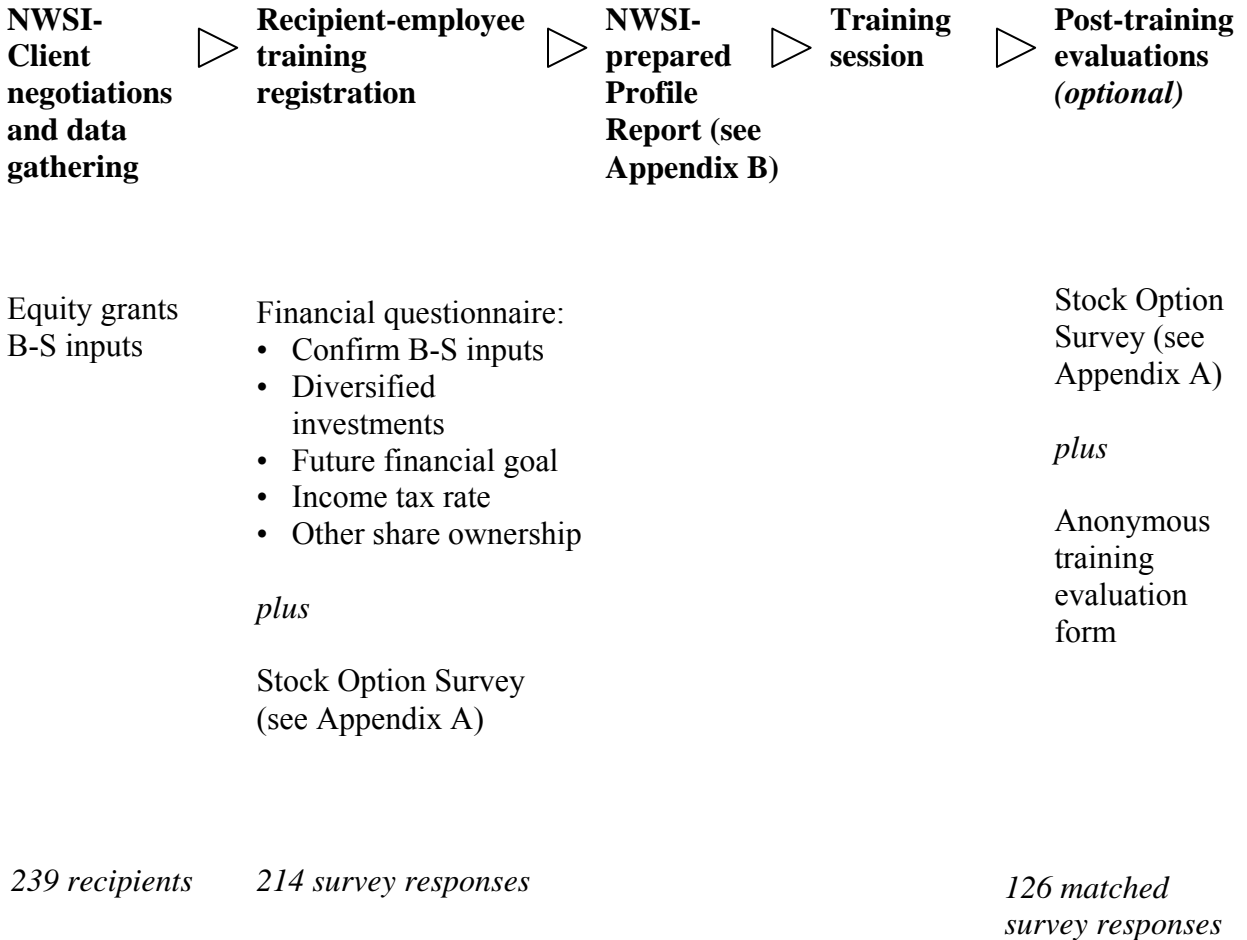 NWSI-
Client
negotiations
and data
gathering
Recipient-employee
training
registration
NWSI-
prepared
Profile
Report (see
Appendix B)
Training
session
Post-training
evaluations
(optional)
Equity grants
B-S inputs
Financial questionnaire:
• Confirm B-S inputs
• Diversified
investments
• Future financial goal
• Income tax rate
• Other share ownership
plus
Stock Option Survey
(see Appendix A)
Stock Option
Survey (see
Appendix A)
plus
Anonymous
training
evaluation
form
239 recipients
214 survey responses
126 matched
survey responses